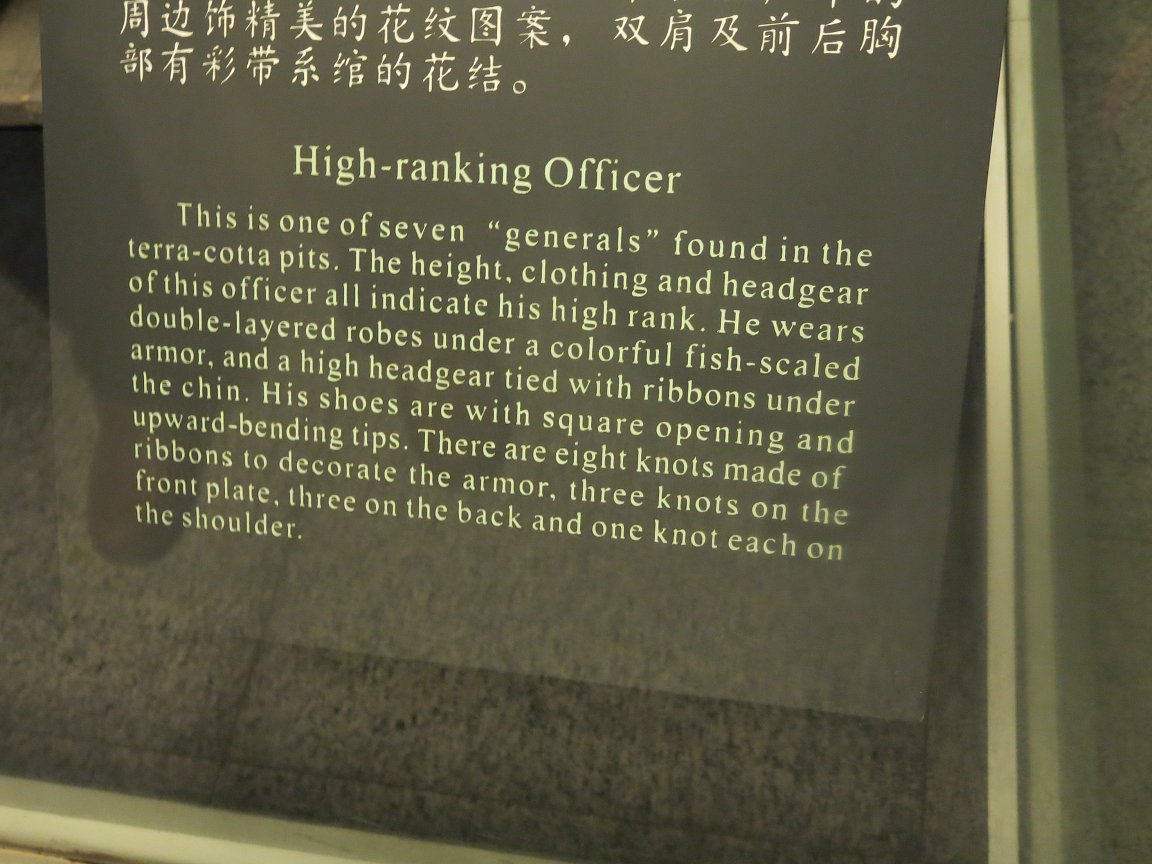 周边饰精美的花纹图案，双肩及前后胸
部有彩带系绾的花结。
High-ranking Officer
This is one of seven “generals” found in the
terra-cotta pits. The height, clothing and headgear
of this officer all indicate his high rank. He wears
double-layered robes under a colorful fish-scaled
armor, and a high headgear tied with ribbons under
the chin. His shoes are with square opening and
upward-bending tips. There are eight knots made of
ribbons to decorate the armor, three knots on the
front plate, three on the back and one knot each on
the shoulder.